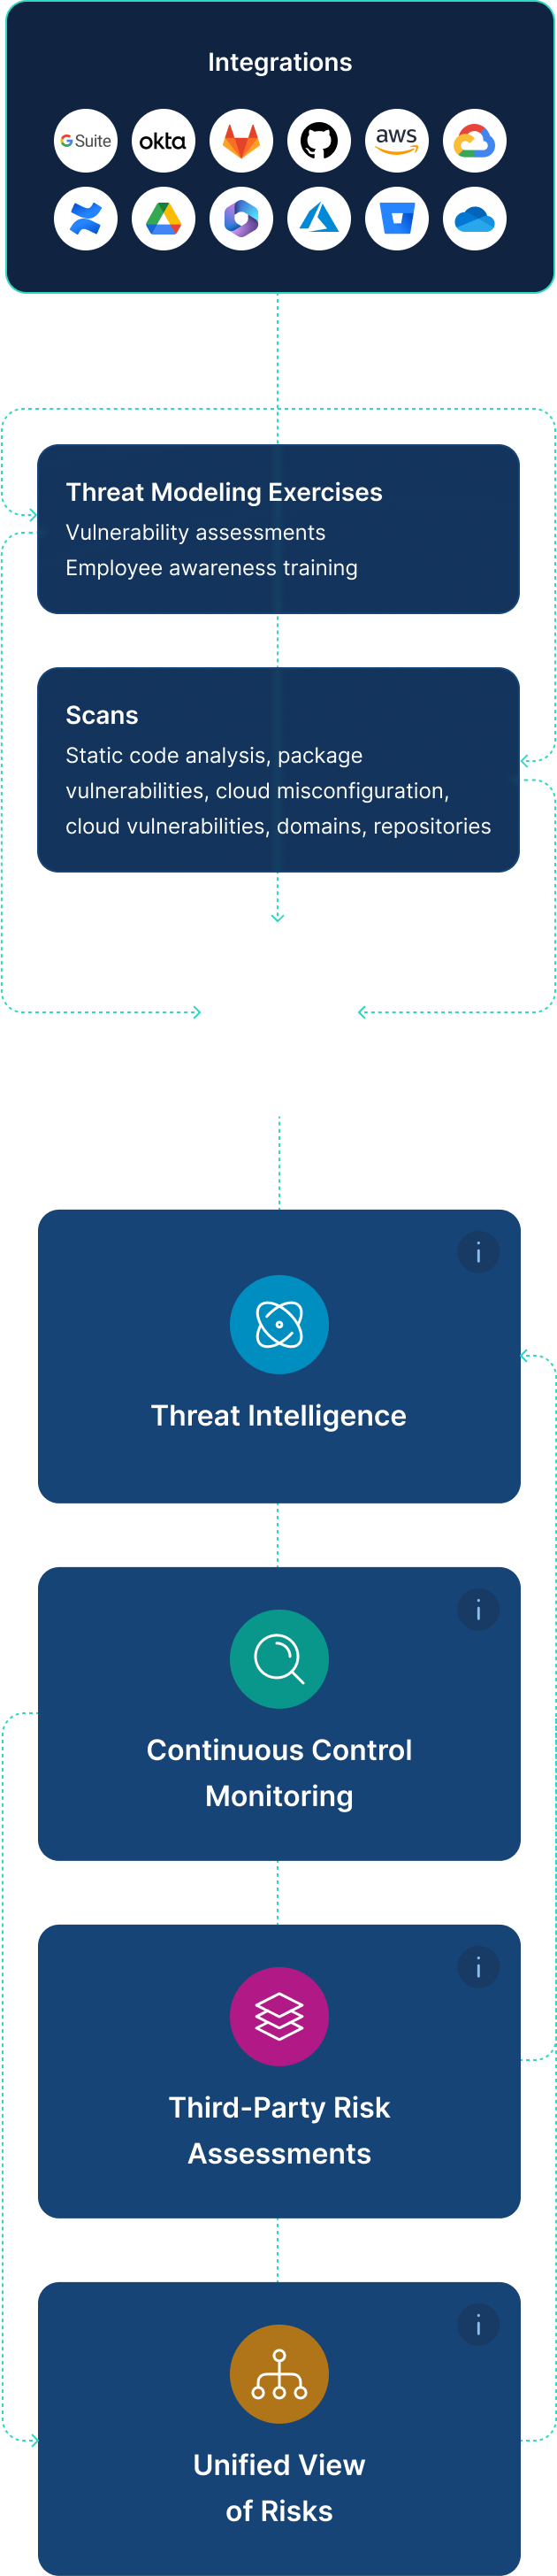 Integrations
G Suite okta aws
Threat Modeling Exercises
Vulnerability assessments
Employee awareness training
Scans
Static code analysis, package
vulnerabilities, cloud misconfiguration,
cloud vulnerabilities, domains, repositories
i
Threat Intelligence
i
Continuous Control
Monitoring
i
Third-Party Risk
Assessments
i
Unified View
of Risks